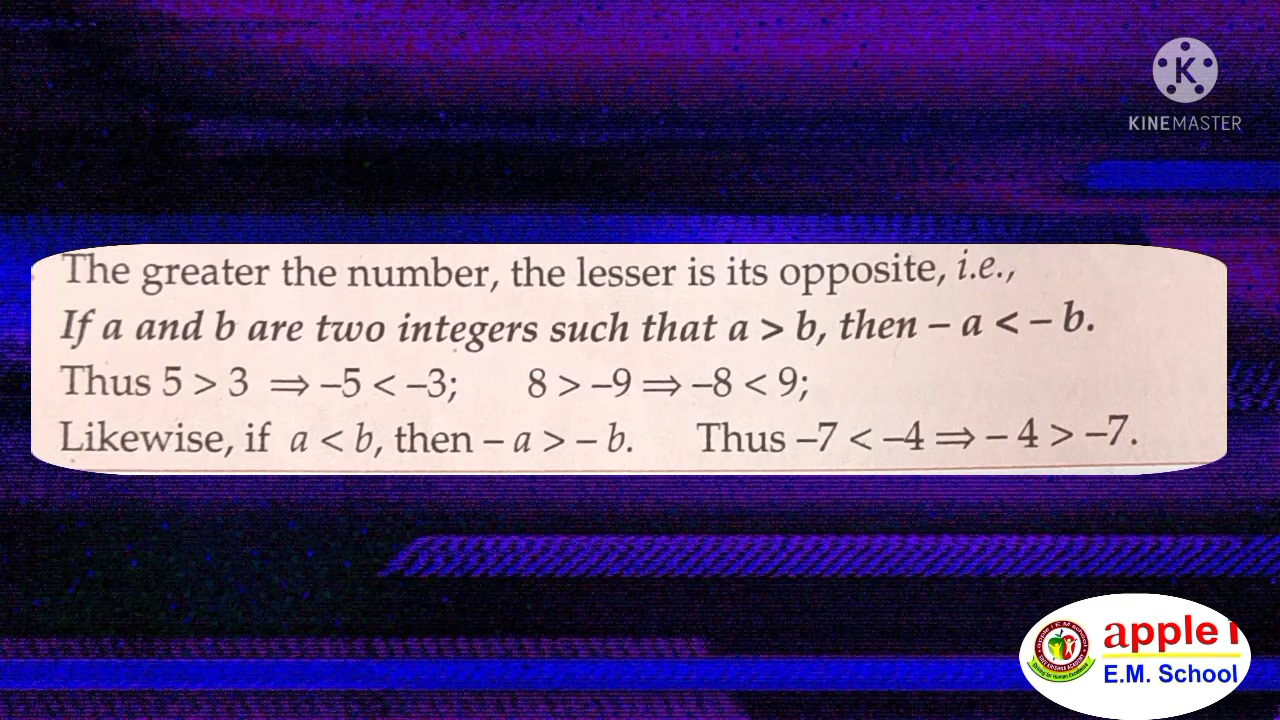 KINEMASTER
The greater the number, the lesser is its opposite, i.e.,
If a and b are two integers such that a > b, then – a < – b.
Thus 5 > 3 ⟹ –5 < –3; 8 > –9 ⟹ –8 < 9;
Likewise, if a < b, then – a > – b. Thus –7 < –4 ⟹ – 4 > –7.
apple i
E.M. School